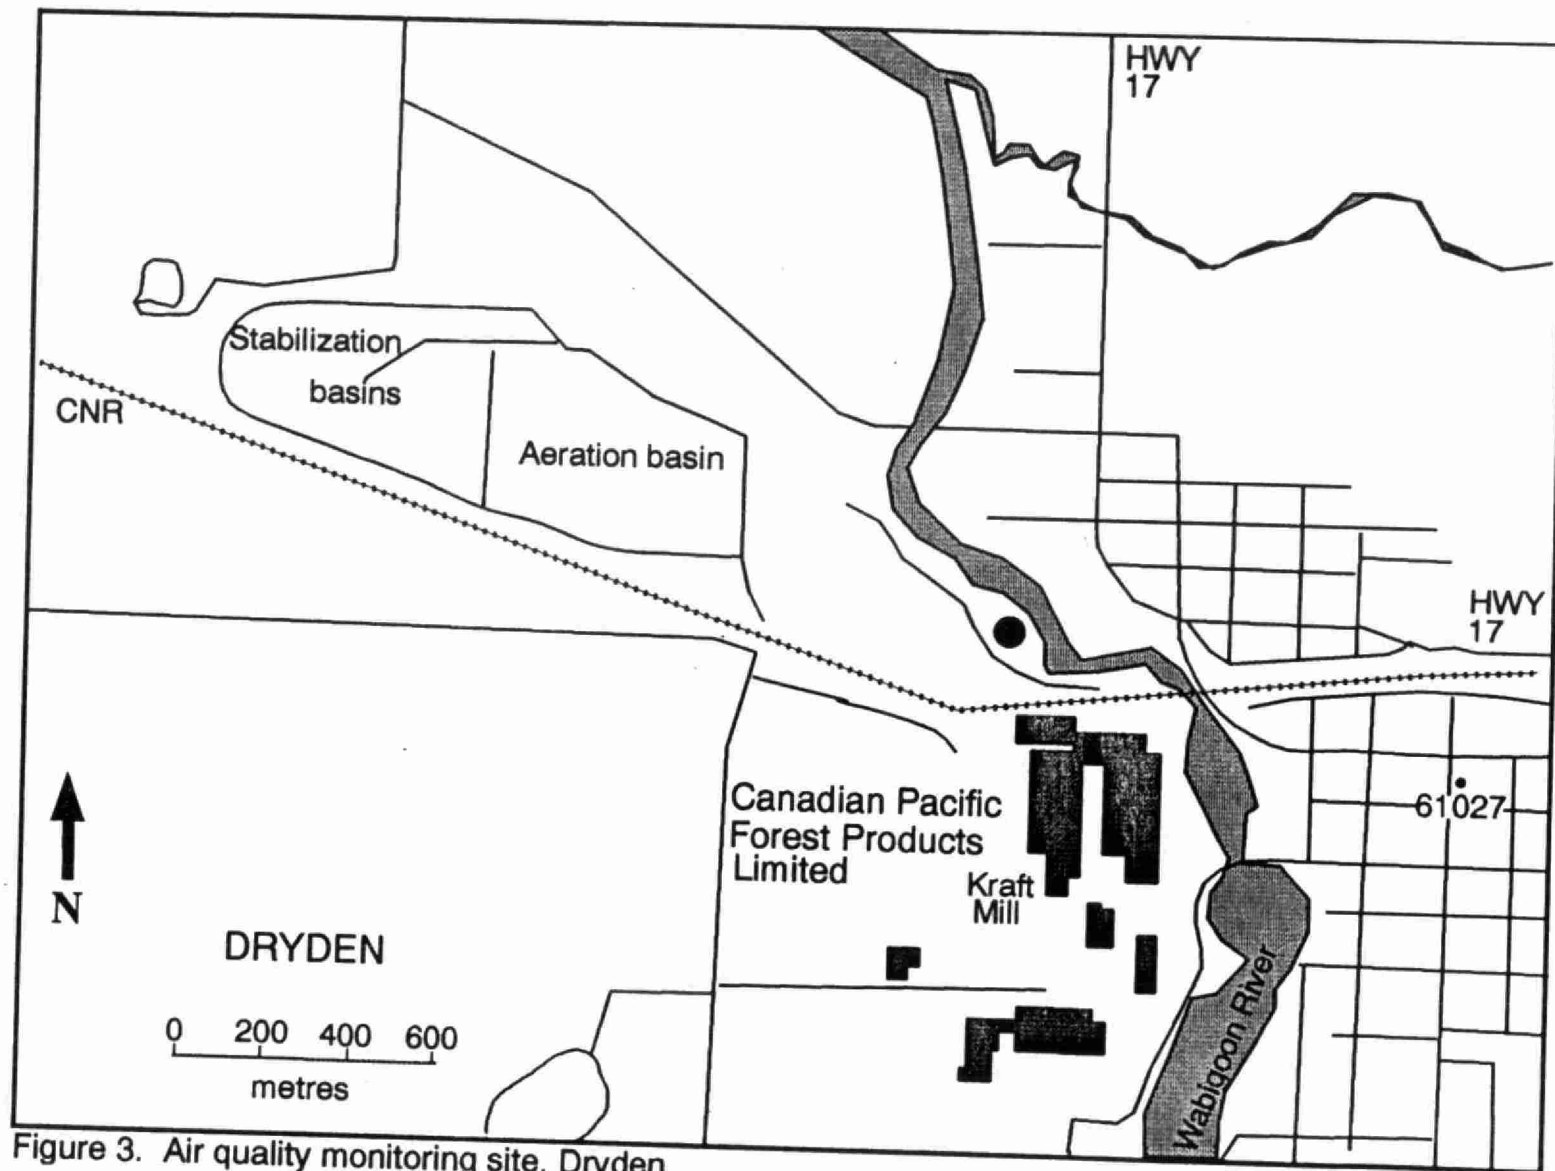 HWY
17
Stabilization
basins
CNR
Aeration basin
HWY
17
61027
Canadian Pacific
Forest Products
Limited
Kraft
Mill
N
DRYDEN
Wabigoon River
0 200 400 600
metres
Figure 3. Air quality monitoring site, Dryden